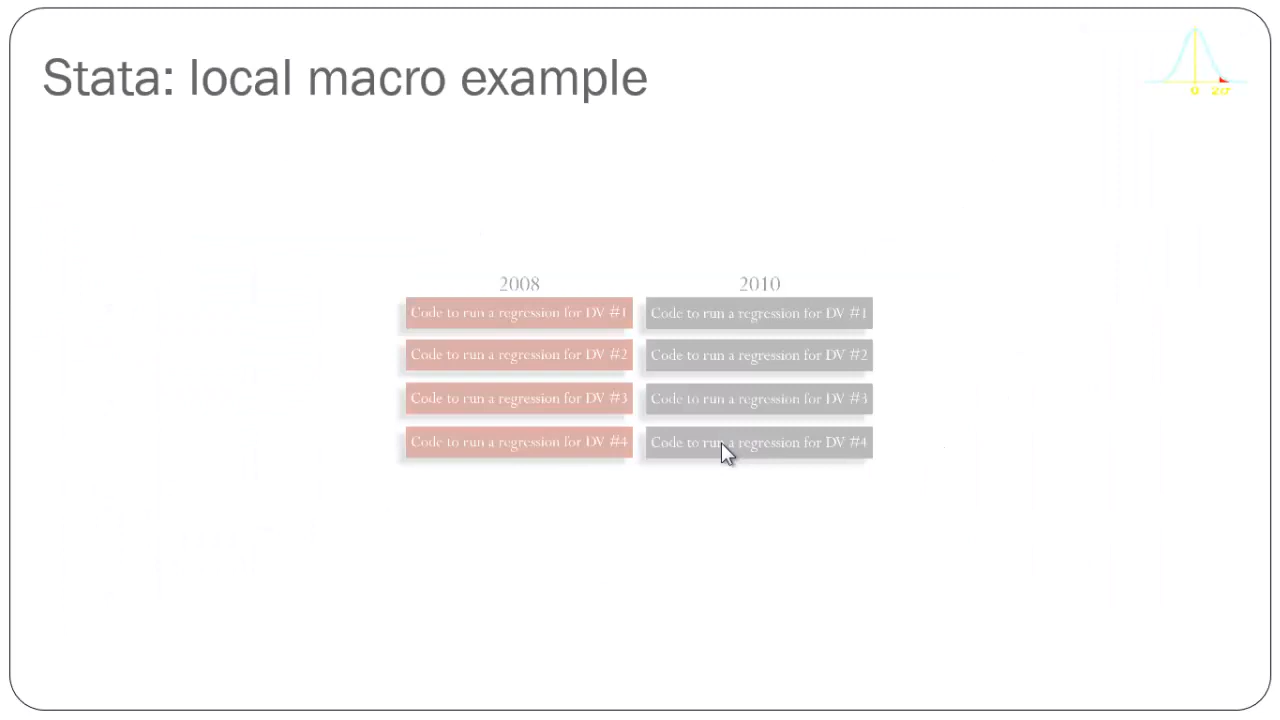 Stata: local macro example
0 2σ
2008 2010
Code to run a regression for DV #1 Code to run a regression for DV #1
Code to run a regression for DV #2 Code to run a regression for DV #2
Code to run a regression for DV #3 Code to run a regression for DV #3
Code to run a regression for DV #4 Code to run a regression for DV #4